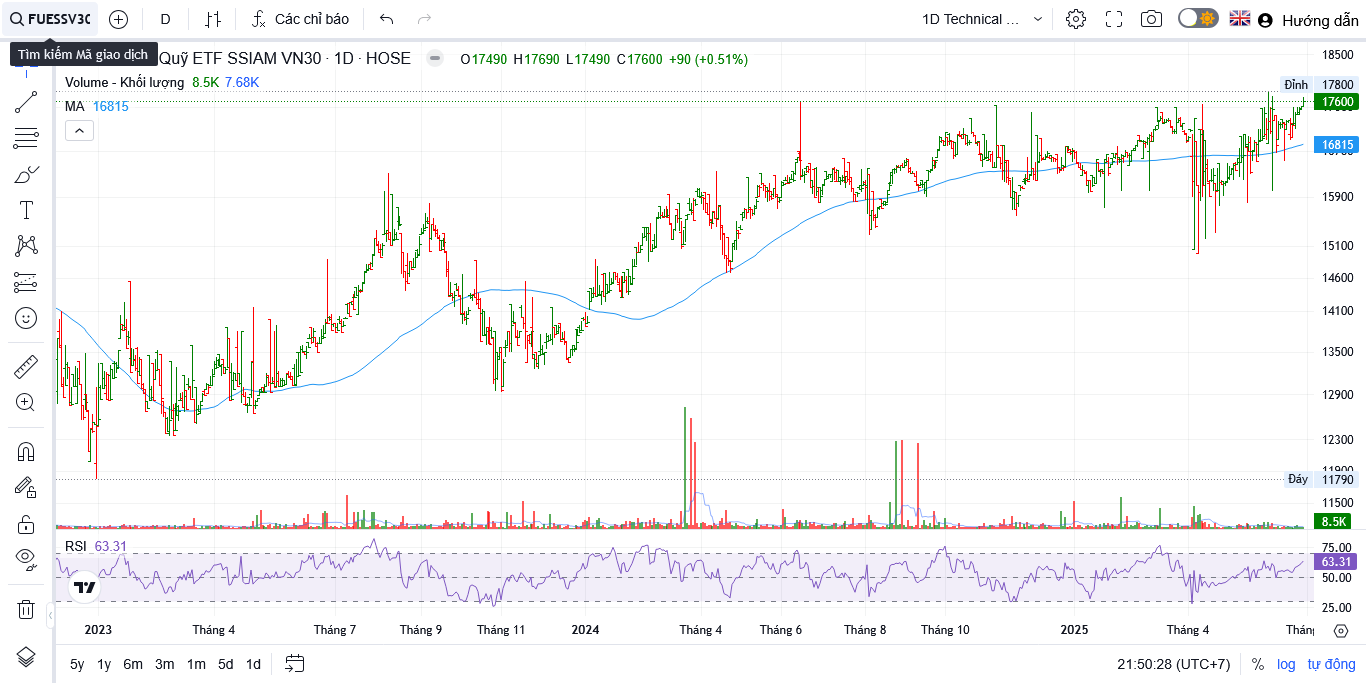 FUESSV30
D
Các chỉ báo
1D Technical ...
Hướng dẫn
Tìm kiếm Mã giao dịch
Quỹ ETF SSIAM VN30 · 1D · HOSE
O17490 H17690 L17490 C17600 +90 (+0.51%)
Volume - Khối lượng 8.5K 7.68K
MA 16815
18500
Đỉnh 17800
17600
16815
15900
15100
14600
14100
13500
12900
12300
11900
Đáy 11790
11500
8.5K
RSI 63.31
75.00
63.31
50.00
25.00
2023 Tháng 4 Tháng 7 Tháng 9 Tháng 11 2024 Tháng 4 Tháng 6 Tháng 8 Tháng 10 2025 Tháng 4 Thán
5y 1y 6m 3m 1m 5d 1d
21:50:28 (UTC+7) % log tự động